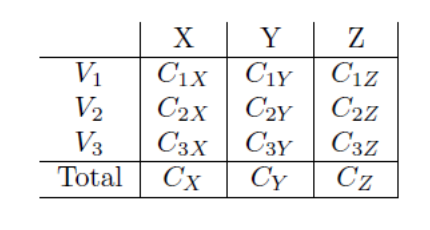 X Y Z
V1 C1X C1Y C1Z
V2 C2X C2Y C2Z
V3 C3X C3Y C3Z
Total CX CY CZ